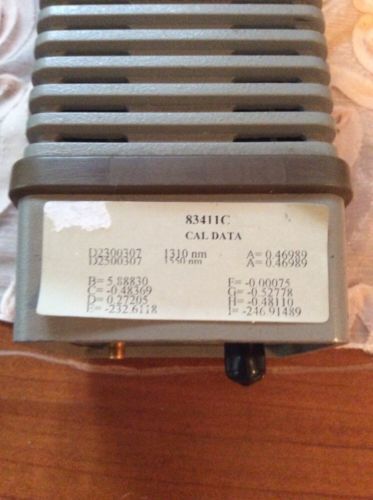 83411C
CAL DATA
D2300307 1310 nm A= 0.46989
D2500307 1550 nm A= 0.46989
B= 5.88830 F= -0.00075
C= -0.48369 G= -0.52778
D= 0.27205 H= -0.48110
E= -232.6118 I= -246.91489